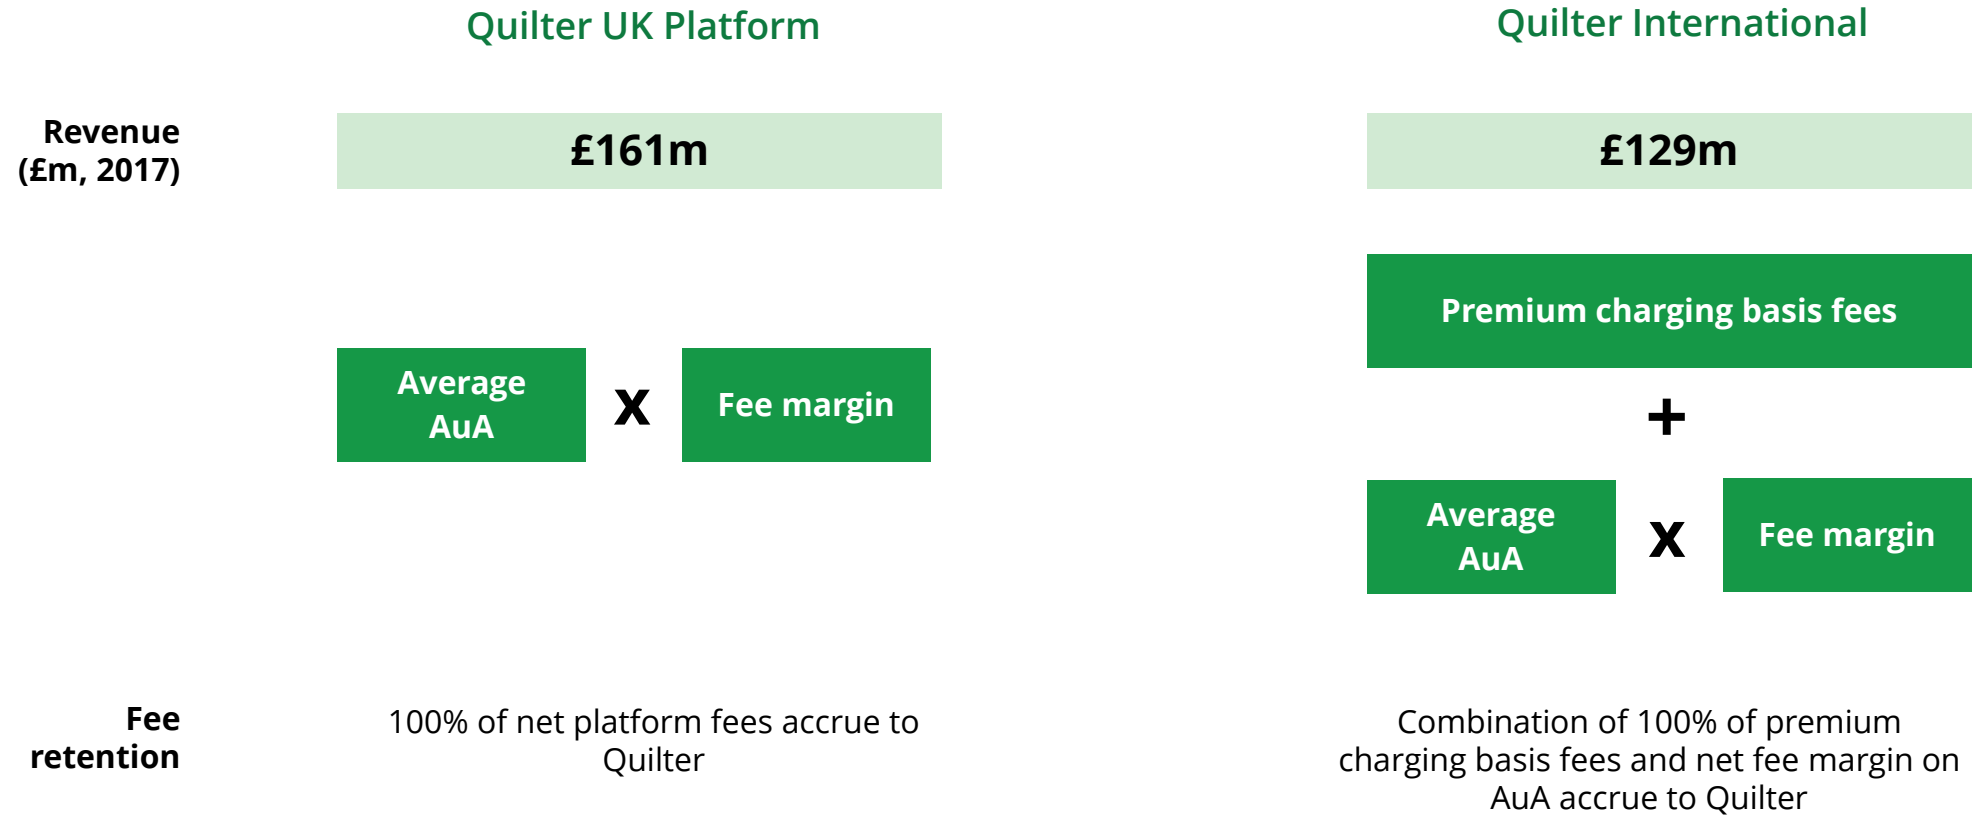 Quilter UK Platform
Quilter International
Revenue
(£m, 2017)
£161m
£129m
Premium charging basis fees
Average
AuA
x
Fee margin
+
Average
AuA
x
Fee margin
Fee
retention
100% of net platform fees accrue to
Quilter
Combination of 100% of premium
charging basis fees and net fee margin on
AuA accrue to Quilter